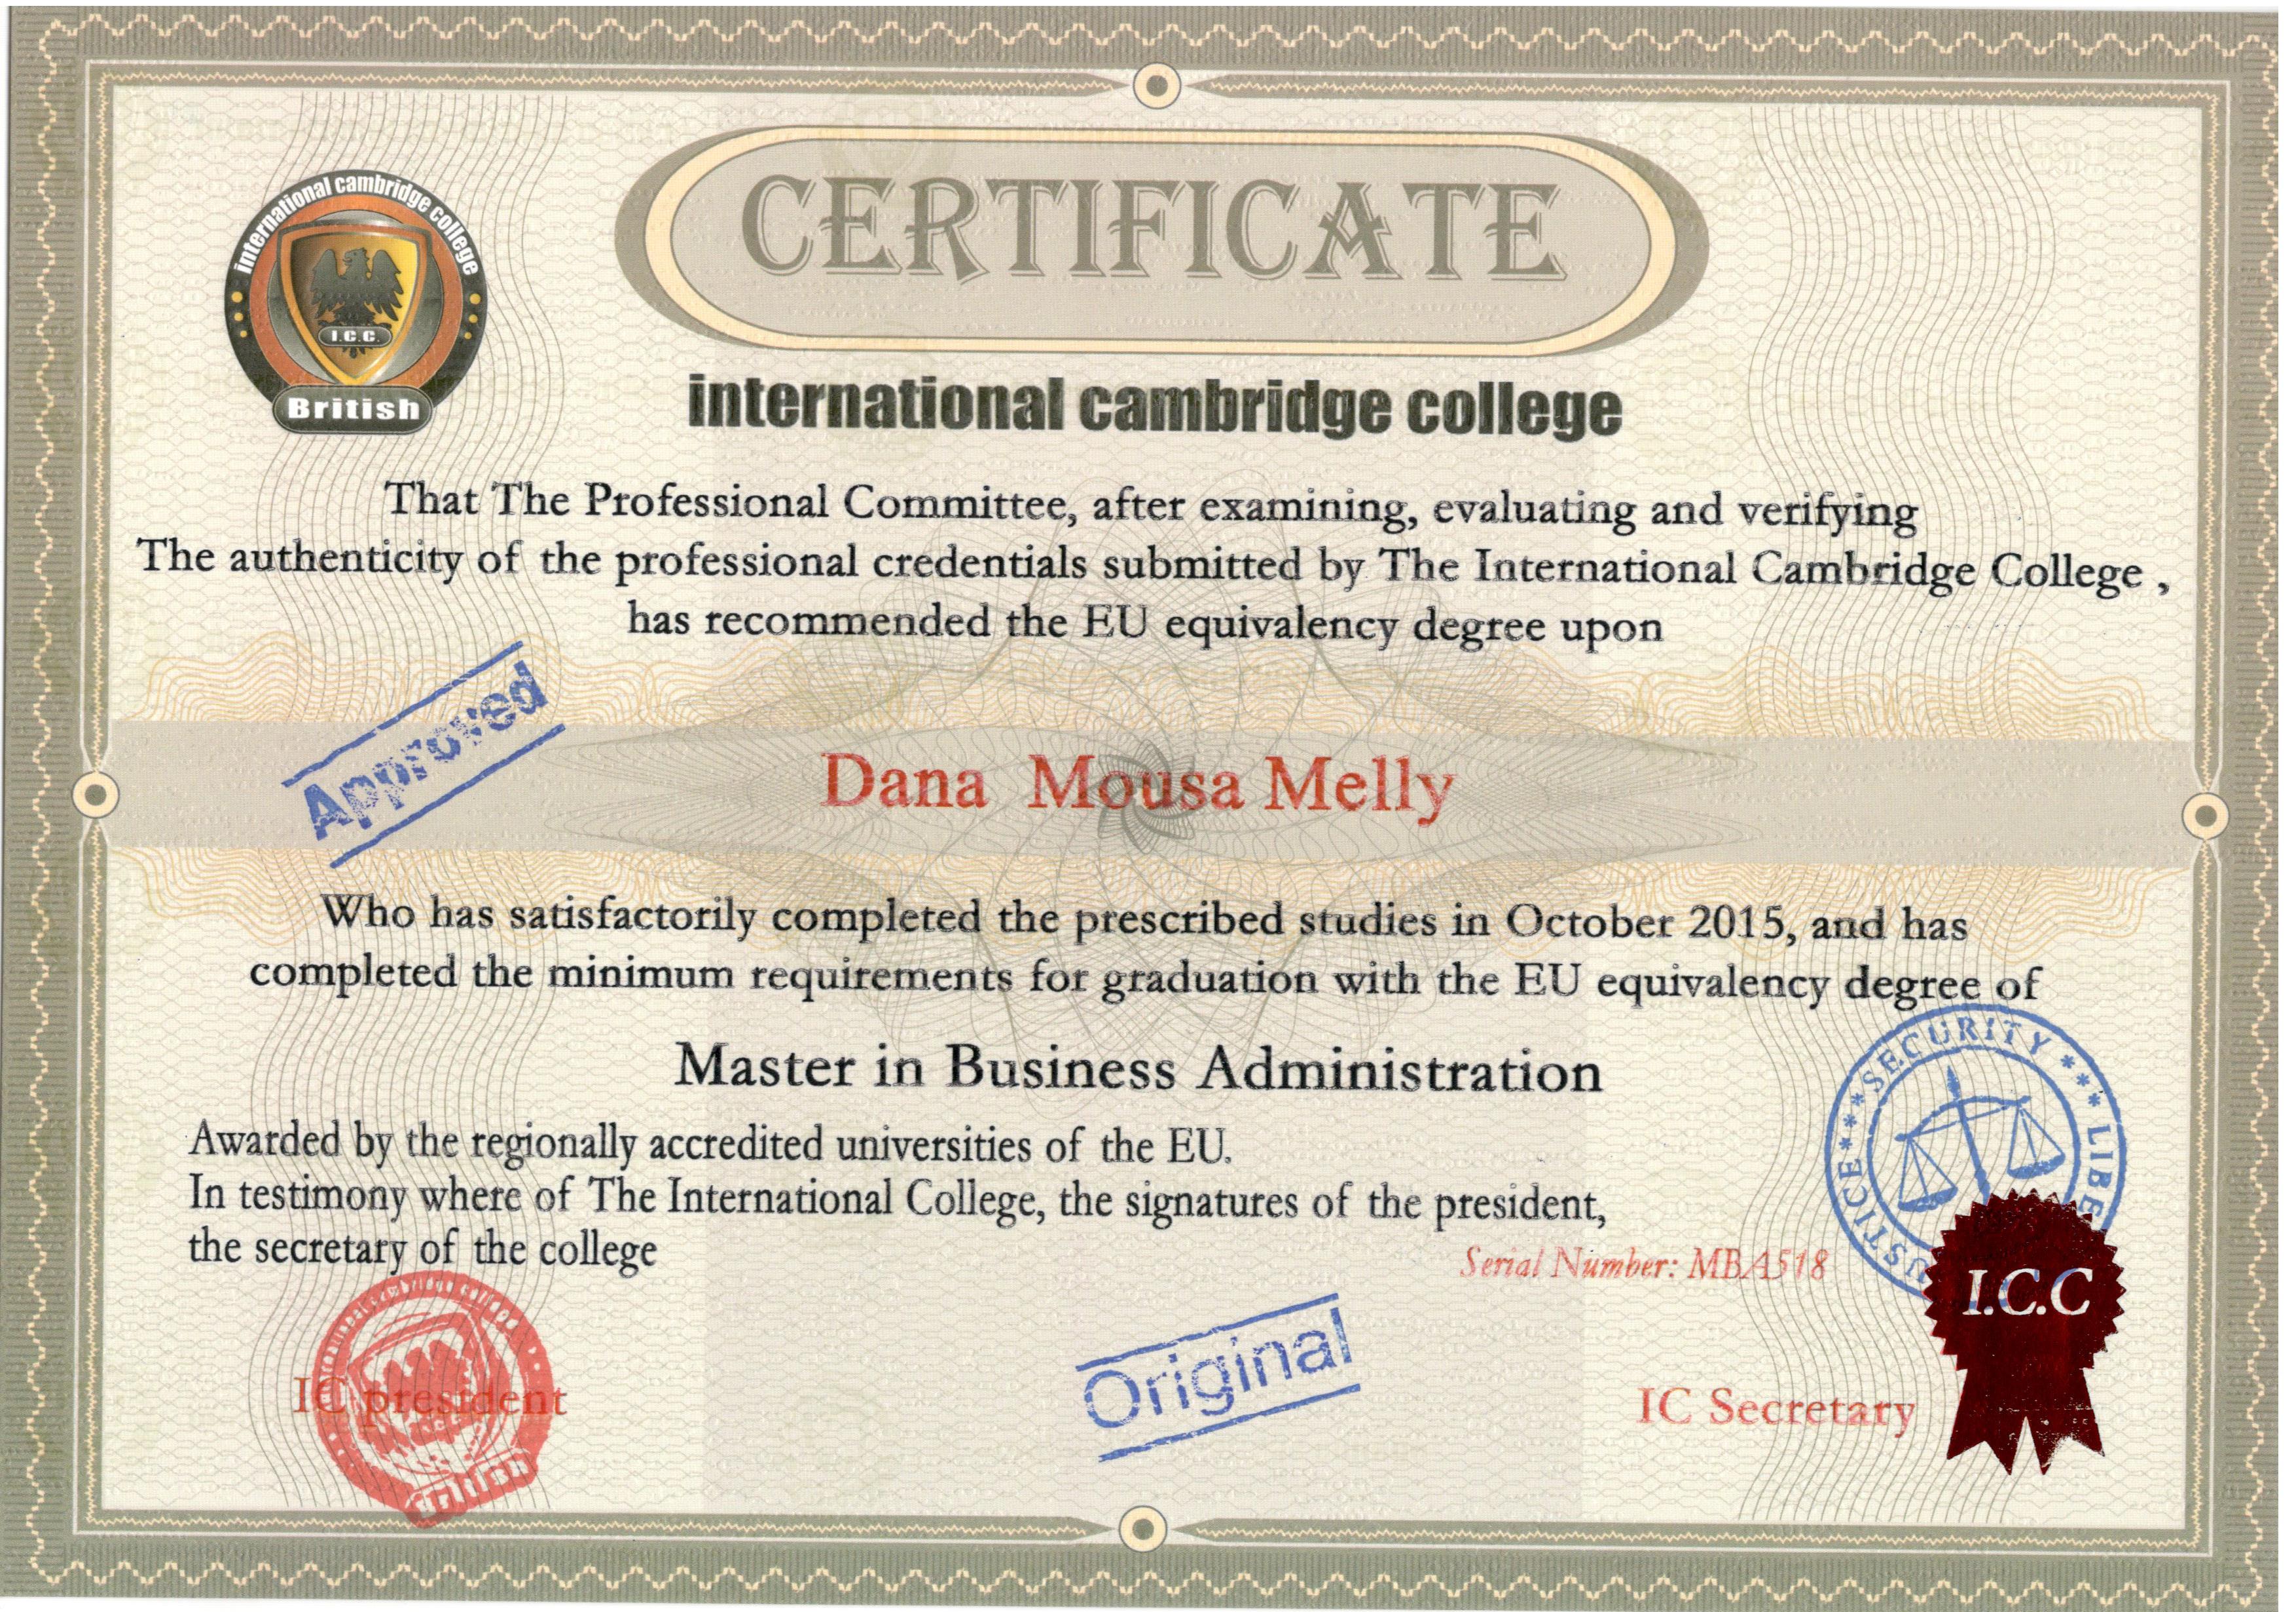 CERTIFICATE
international cambridge college
I.C.C.
British
international cambridge college
That The Professional Committee, after examining, evaluating and verifying
The authenticity of the professional credentials submitted by The International Cambridge College ,
has recommended the EU equivalency degree upon
Approved
Dana Mousa Melly
Who has satisfactorily completed the prescribed studies in October 2015, and has
completed the minimum requirements for graduation with the EU equivalency degree of
Master in Business Administration
SECURITY *** LIBE
USTICE ***
Awarded by the regionally accredited universities of the EU.
In testimony where of The International College, the signatures of the president,
the secretary of the college
Serial Number: MBA518
I.C.C
Original
IC president
British
IC Secretary